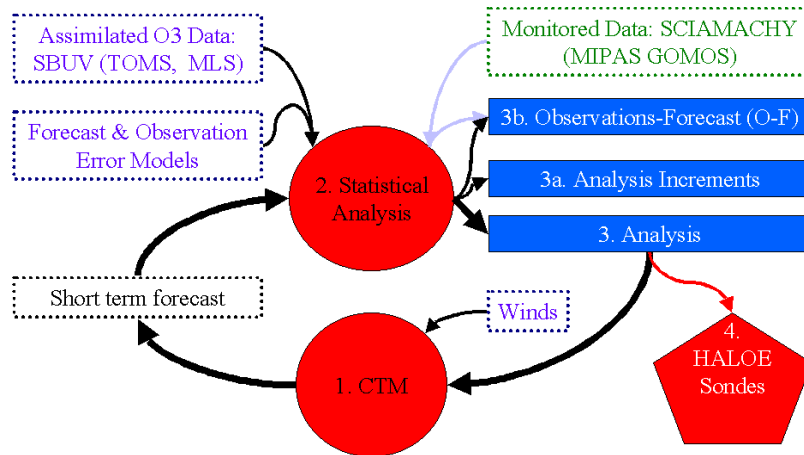 Assimilated O3 Data:
SBUV (TOMS, MLS)
Monitored Data: SCIAMACHY
(MIPAS GOMOS)
Forecast & Observation
Error Models
3b. Observations-Forecast (O-F)
2. Statistical
Analysis
3a. Analysis Increments
3. Analysis
Short term forecast
Winds
1. CTM
4.
HALOE
Sondes